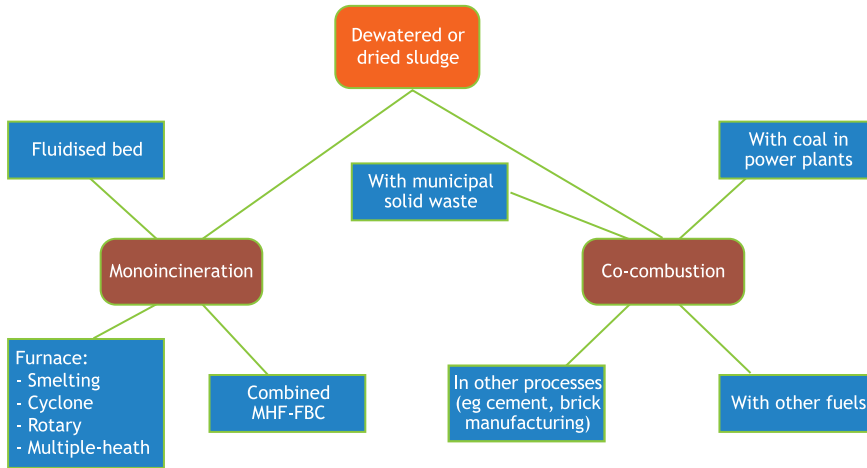 Dewatered or
dried sludge
Fluidised bed
With municipal
solid waste
With coal in
power plants
Monoincineration
Co-combustion
Furnace:
- Smelting
- Cyclone
- Rotary
- Multiple-heath
Combined
MHF-FBC
In other processes
(eg cement, brick
manufacturing)
With other fuels